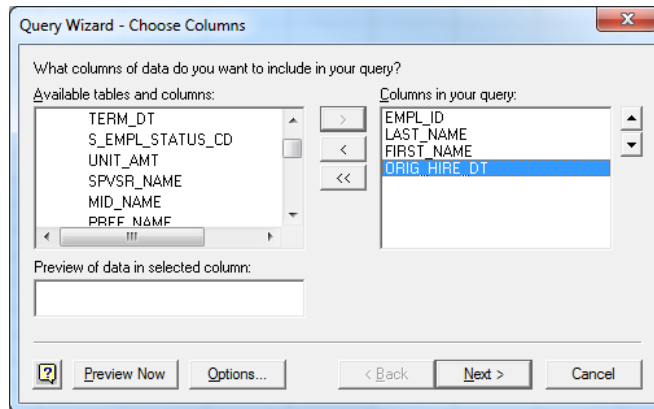 Query Wizard - Choose Columns
What columns of data do you want to include in your query?
Available tables and columns:
TERM_DT
S_EMPL_STATUS_CD
UNIT_AMT
SPVSR_NAME
MID_NAME
PREF_NAME
>
<
<<
Columns in your query:
EMPL_ID
LAST_NAME
FIRST_NAME
ORIG_HIRE_DT
Preview of data in selected column:
?
Preview Now
Options...
< Back
Next >
Cancel